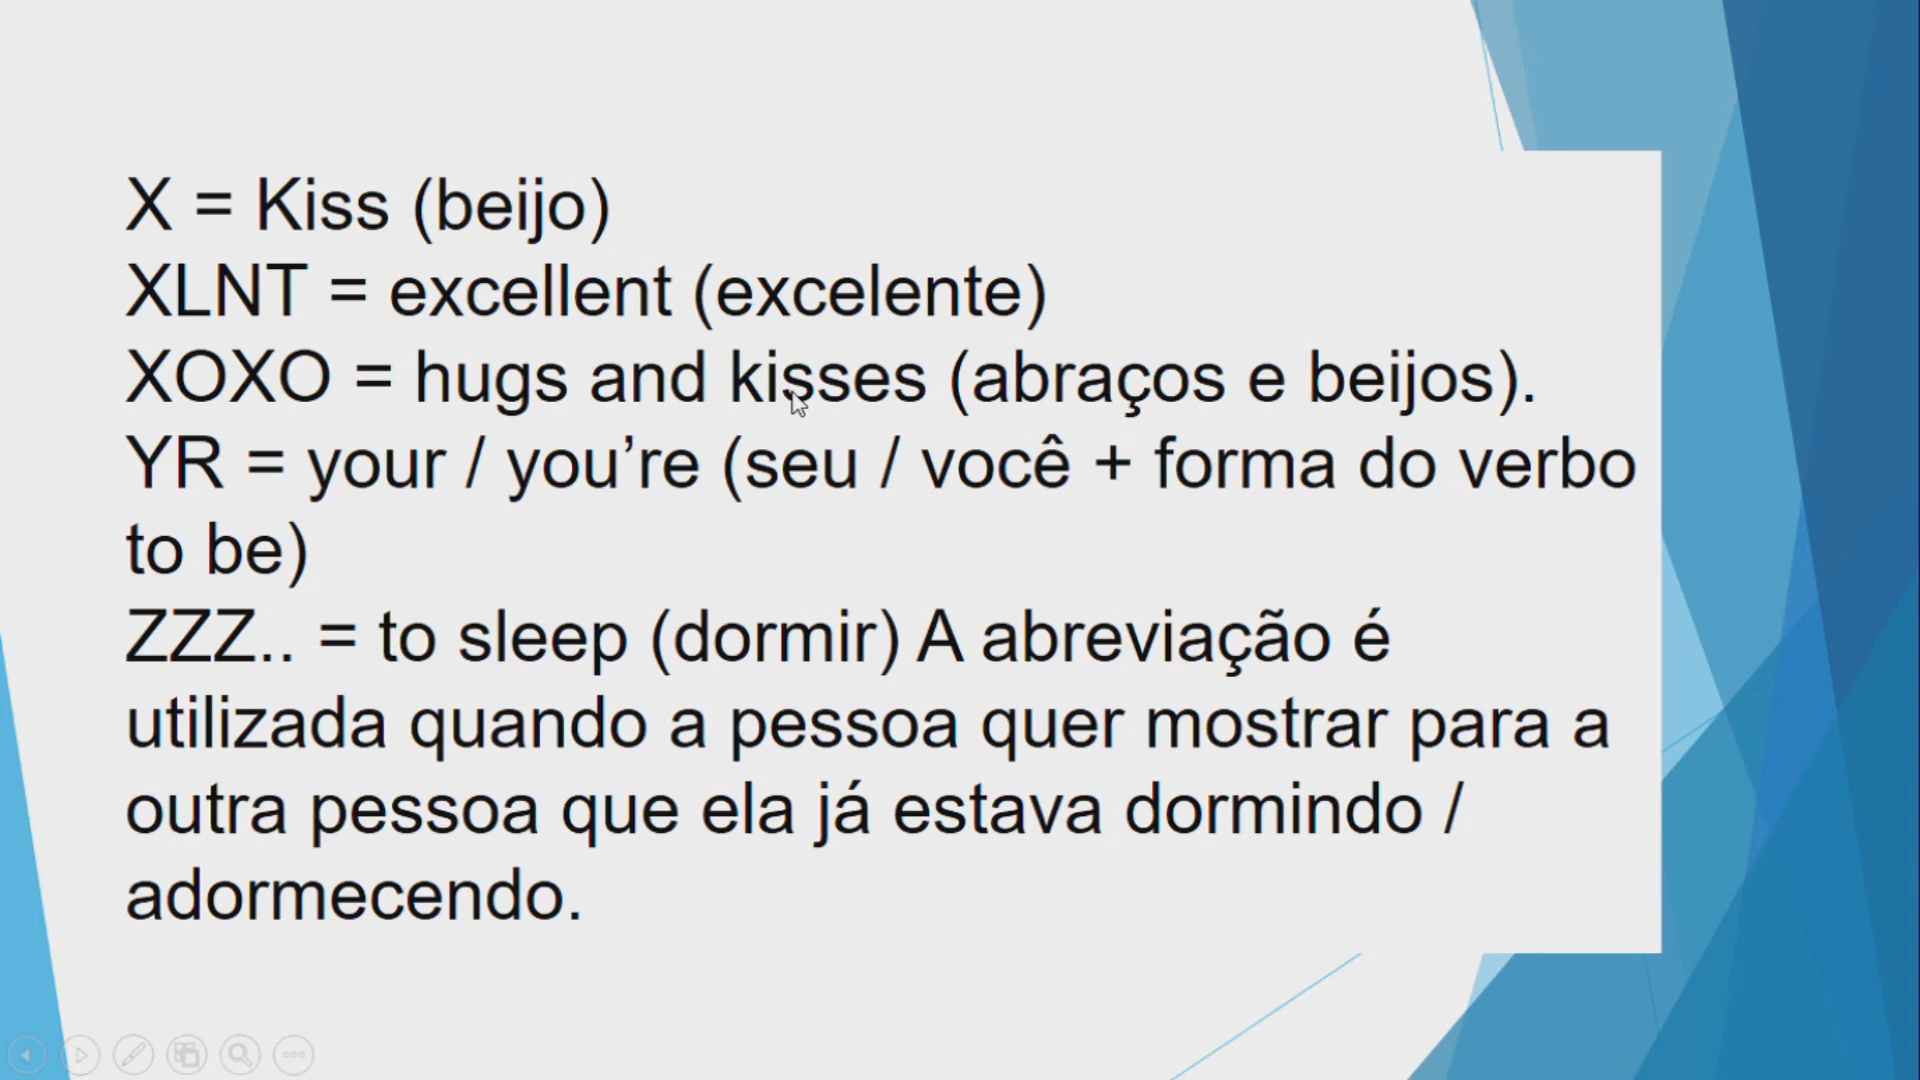 X = Kiss (beijo)
XLNT = excellent (excelente)
XOXO = hugs and kisses (abraços e beijos).
YR = your / you’re (seu / você + forma do verbo
to be)
ZZZ.. = to sleep (dormir) A abreviação é
utilizada quando a pessoa quer mostrar para a
outra pessoa que ela já estava dormindo /
adormecendo.